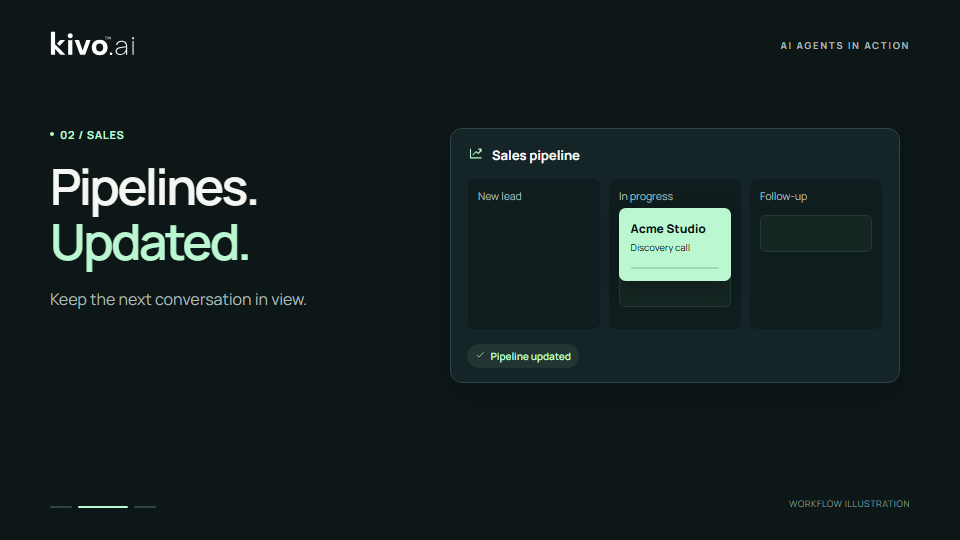 kivo.ai™
AI AGENTS IN ACTION
02 / SALES
Pipelines.
Updated.
Keep the next conversation in view.
Sales pipeline
New lead
In progress
Follow-up
Acme Studio
Discovery call
Pipeline updated
WORKFLOW ILLUSTRATION